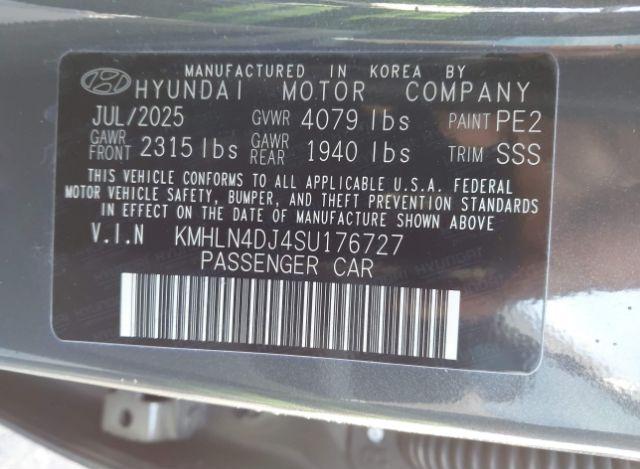 MANUFACTURED IN KOREA BY
HYUNDAI MOTOR COMPANY
JUL/2025 GVWR 4079 lbs PAINT PE2
GAWR FRONT 2315 lbs GAWR REAR 1940 lbs TRIM SSS
THIS VEHICLE CONFORMS TO ALL APPLICABLE U.S.A. FEDERAL
MOTOR VEHICLE SAFETY, BUMPER, AND THEFT PREVENTION STANDARDS
IN EFFECT ON THE DATE OF MANUFACTURE SHOWN ABOVE
V.I.N KMHLN4DJ4SU176727
PASSENGER CAR